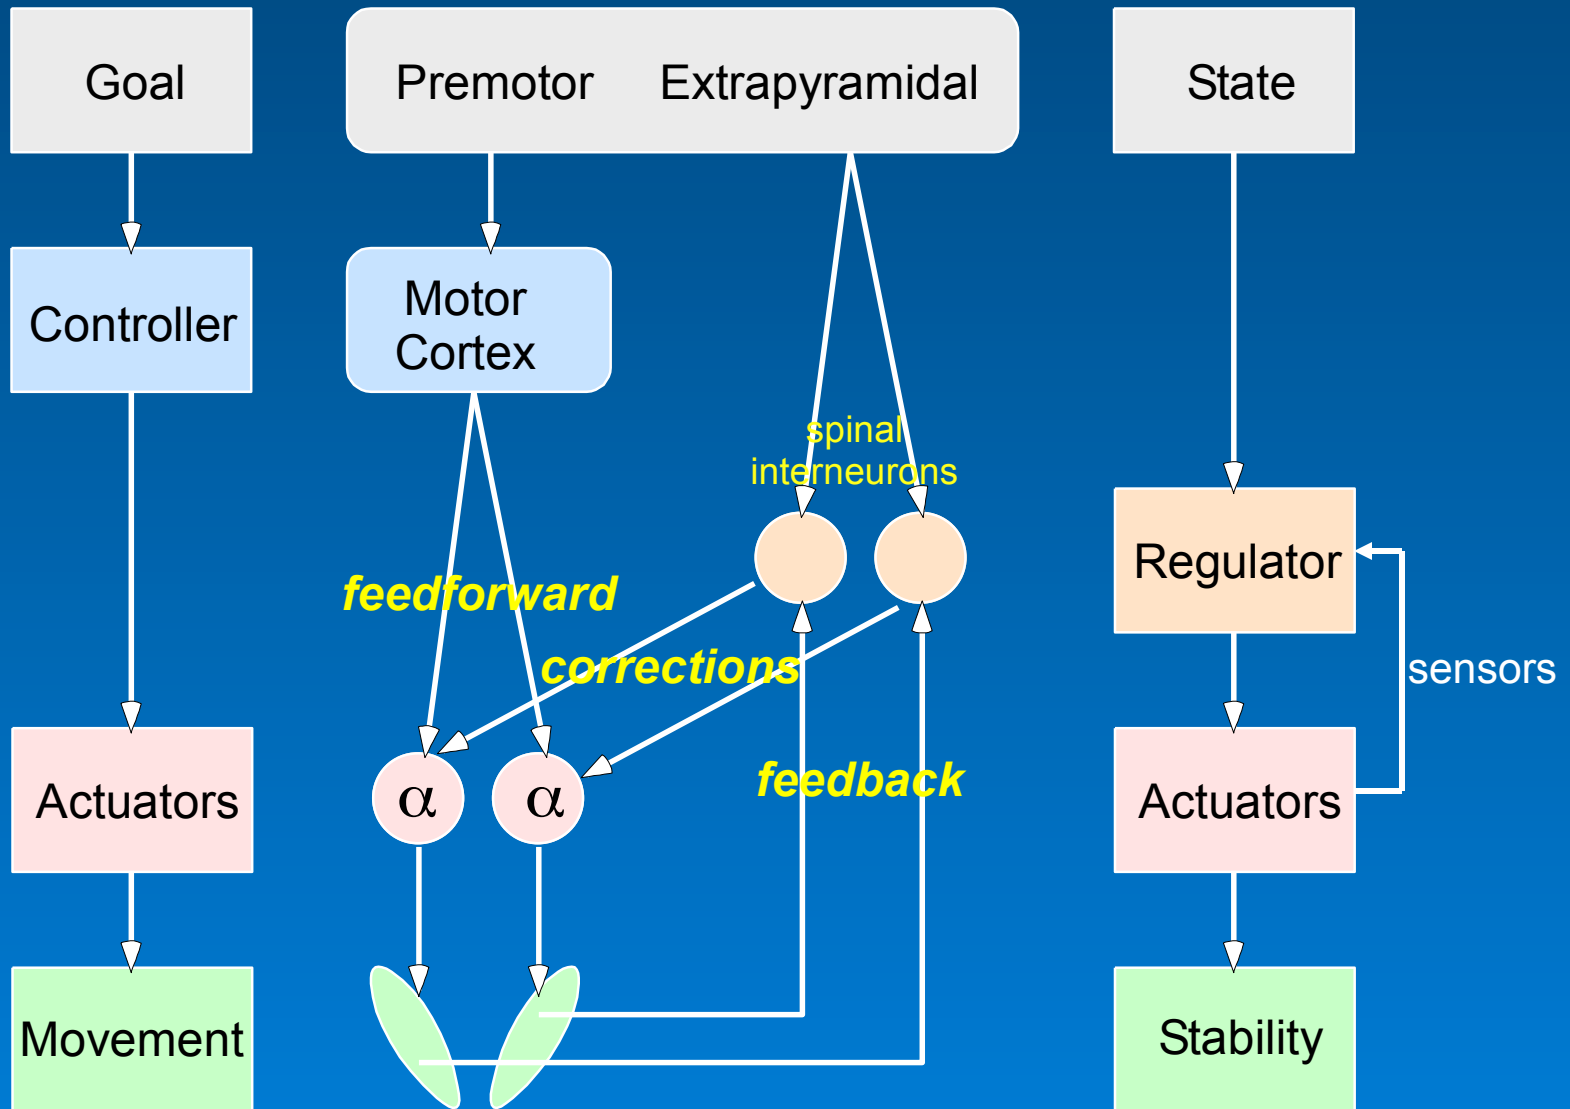 Goal
Premotor
Extrapyramidal
State
Controller
Motor
Cortex
spinal
interneurons
feedforward
Regulator
corrections
sensors
feedback
Actuators
α
α
Actuators
Movement
Stability